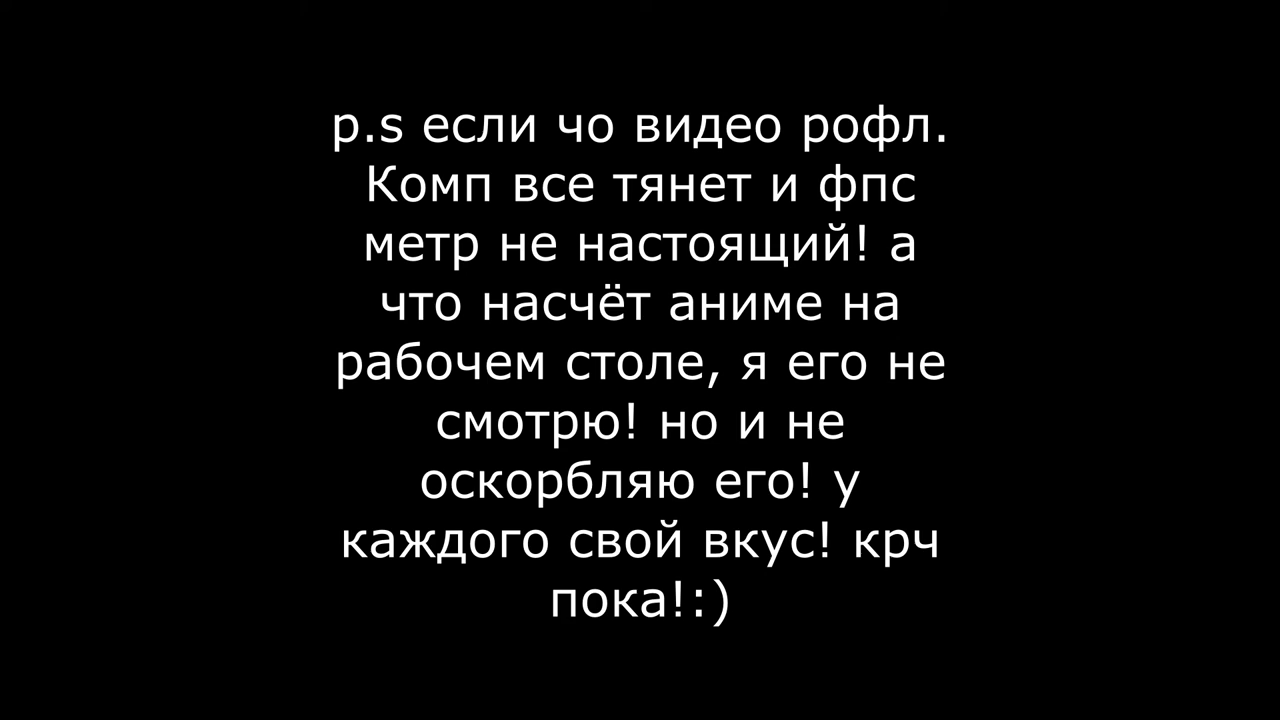 p.s если чо видео рофл.
Комп все тянет и фпс
метр не настоящий! а
что насчёт аниме на
рабочем столе, я его не
смотрю! но и не
оскорбляю его! у
каждого свой вкус! крч
пока!:)